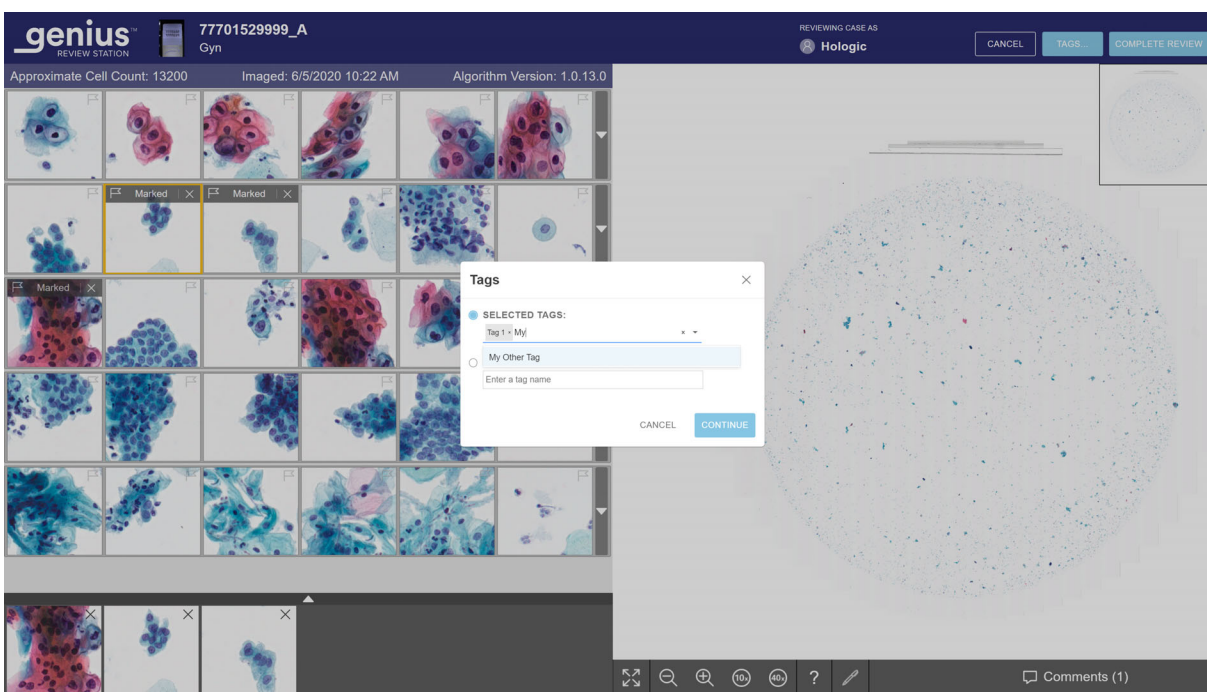 genius™
REVIEW STATION
77701529999_A
Gyn
REVIEWING CASE AS
Hologic
CANCEL
TAGS...
COMPLETE REVIEW
Approximate Cell Count: 13200
Imaged: 6/5/2020 10:22 AM
Algorithm Version: 1.0.13.0
Marked
Marked
Marked
Tags
SELECTED TAGS:
Tag 1 × My
My Other Tag
Enter a tag name
CANCEL
CONTINUE
10x
40x
?
Comments (1)